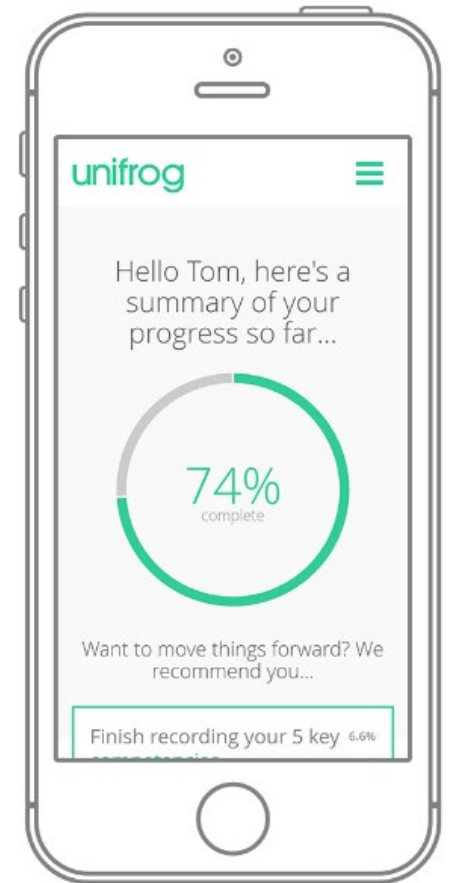 unifrog
Hello Tom, here's a
summary of your
progress so far...
74%
complete
Want to move things forward? We
recommend you...
Finish recording your 5 key 6.6%
competencies